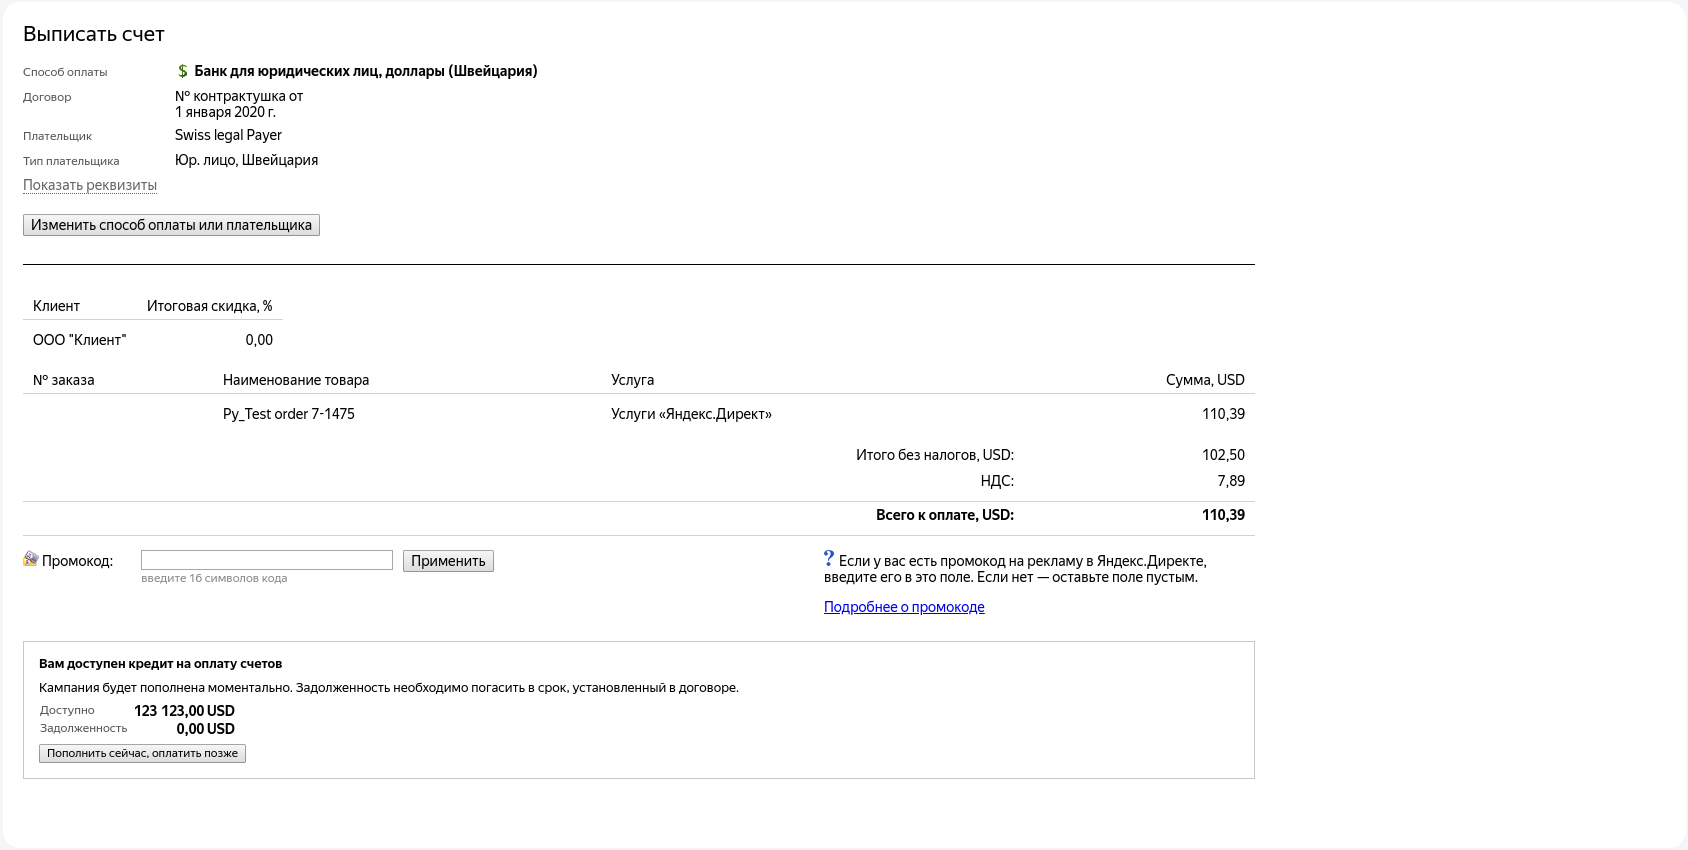 Выписать счет
Способ оплаты $ Банк для юридических лиц, доллары (Швейцария)
Договор № контрактушка от
1 января 2020 г.
Плательщик Swiss legal Payer
Тип плательщика Юр. лицо, Швейцария
Показать реквизиты
Изменить способ оплаты или плательщика
Клиент Итоговая скидка, %
ООО "Клиент" 0,00
№ заказа Наименование товара Услуга Сумма, USD
Py_Test order 7-1475 Услуги «Яндекс.Директ» 110,39
Итого без налогов, USD: 102,50
НДС: 7,89
Всего к оплате, USD: 110,39
Промокод: Применить
введите 16 символов кода
? Если у вас есть промокод на рекламу в Яндекс.Директе,
введите его в это поле. Если нет — оставьте поле пустым.
Подробнее о промокоде
Вам доступен кредит на оплату счетов
Кампания будет пополнена моментально. Задолженность необходимо погасить в срок, установленный в договоре.
Доступно 123 123,00 USD
Задолженность 0,00 USD
Пополнить сейчас, оплатить позже